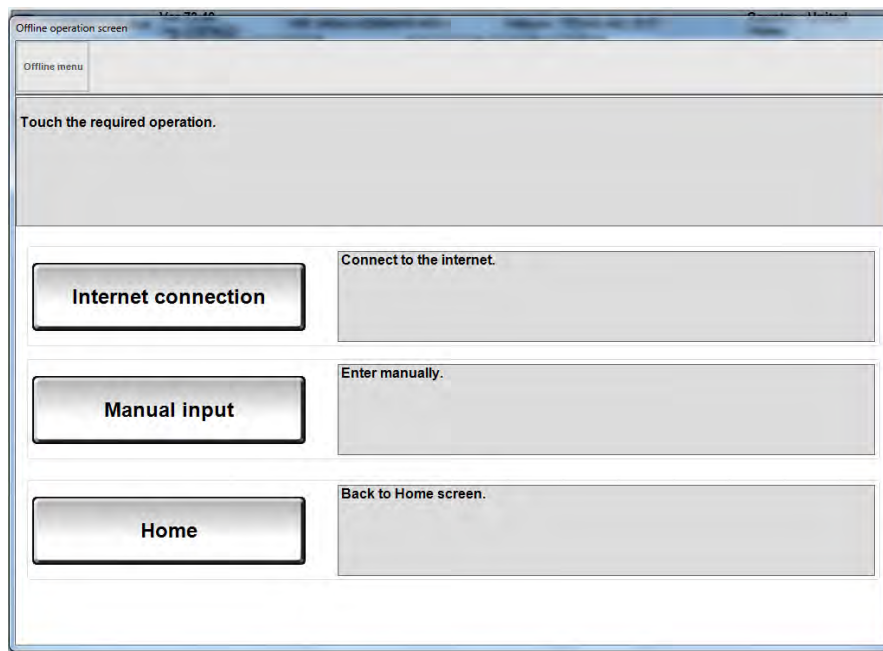 Offline operation screen
Offline menu
Touch the required operation.
Internet connection
Connect to the internet.
Manual input
Enter manually.
Home
Back to Home screen.